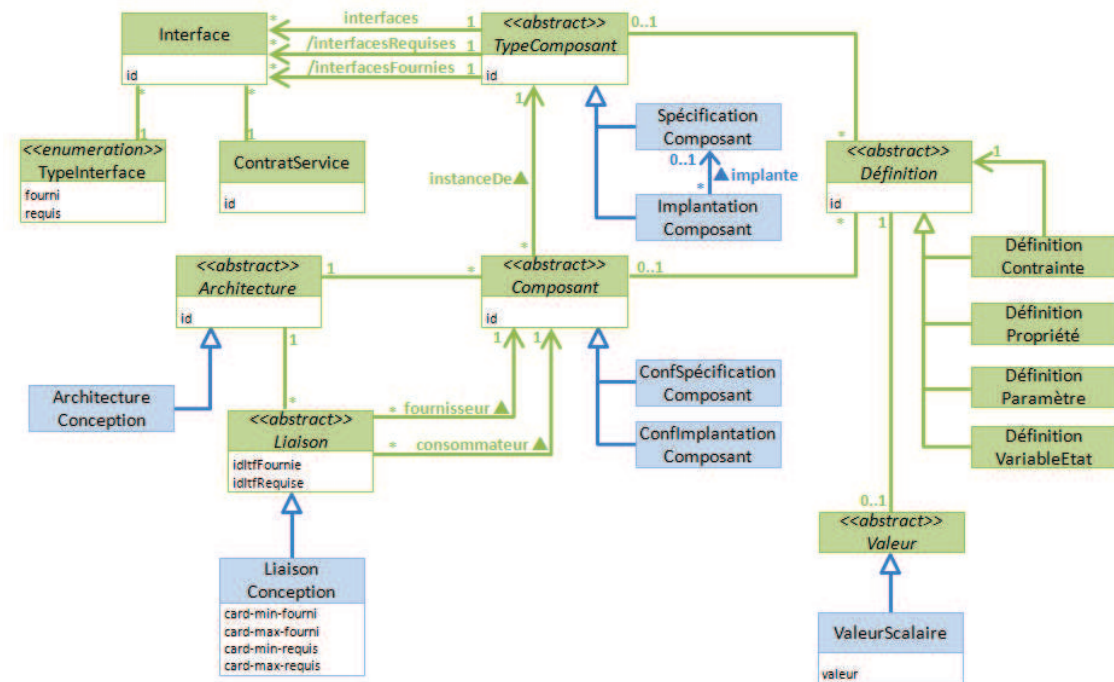 interfaces
* 1
Interface
<<abstract>>
TypeComposant
0..1
/interfacesRequises
* 1
/interfacesFournies
* 1
id
id
* *
1 1
1
<<enumeration>>
TypeInterface
fourni
requis
ContratService
id
Spécification
Composant
0..1
▲implante
*
Implantation
Composant
instanceDe▲
*
<<abstract>>
Définition
id
1
* 1
Définition
Contrainte
<<abstract>>
Architecture
id
1 *
*
<<abstract>>
Composant
id
0..1
Définition
Propriété
1
1 1
Architecture
Conception
ConfSpécification
Composant
Définition
Paramètre
*
<<abstract>>
Liaison
idItfFournie
idItfRequise
* fournisseur▲
* consommateur▲
ConfImplantation
Composant
Définition
VariableEtat
0..1
<<abstract>>
Valeur
Liaison
Conception
card-min-fourni
card-max-fourni
card-min-requis
card-max-requis
ValeurScalaire
valeur